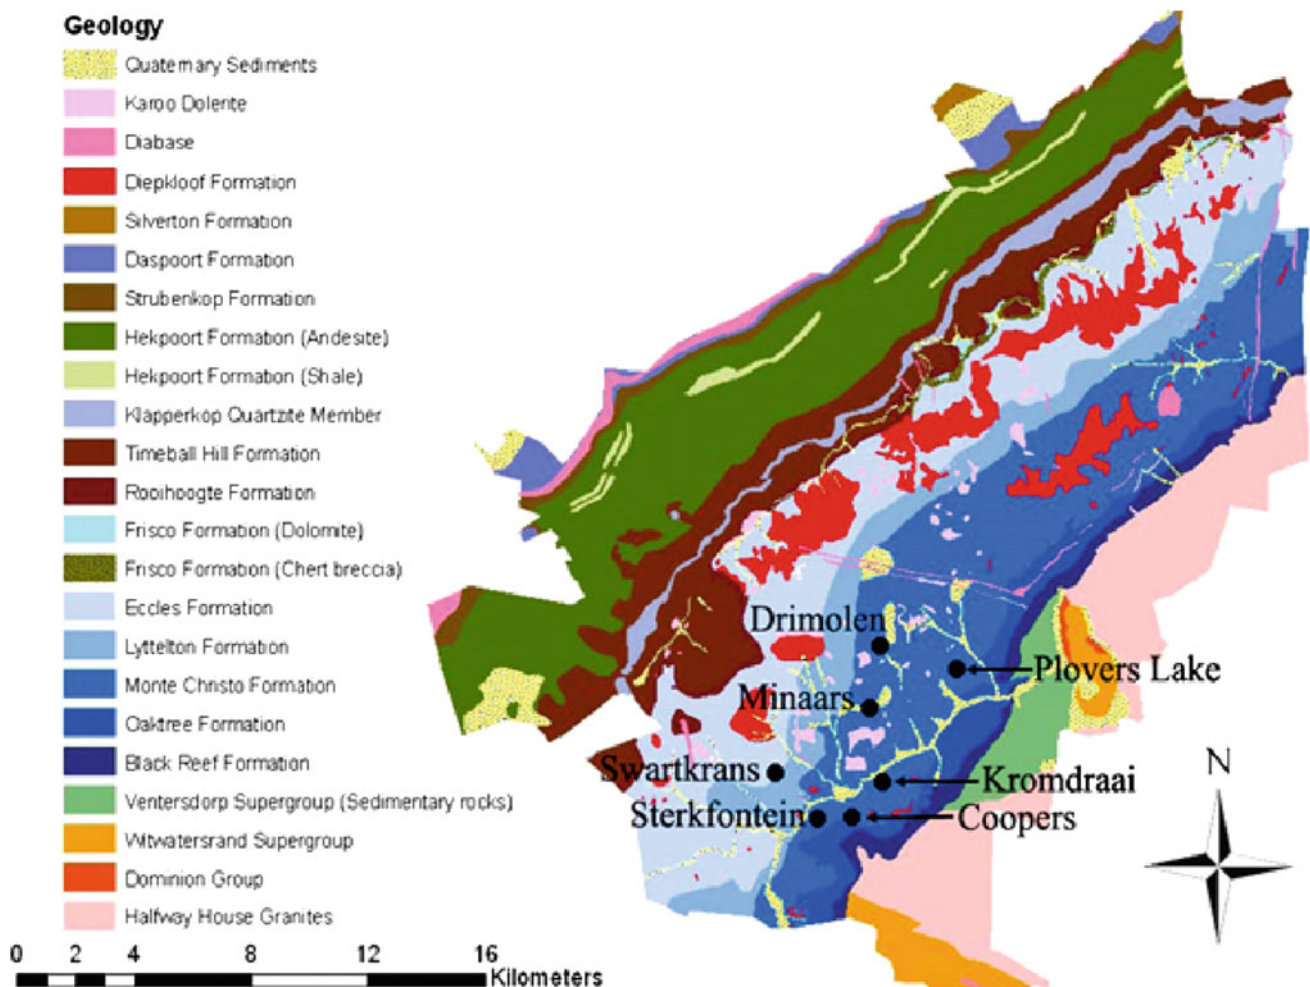 Geology
Quaternary Sediments
Karoo Dolerite
Diabase
Diepkloof Formation
Silverton Formation
Daspoort Formation
Strubenkop Formation
Hekpoort Formation (Andesite)
Hekpoort Formation (Shale)
Klapperkop Quartzite Member
Timeball Hill Formation
Rooihoogte Formation
Frisco Formation (Dolomite)
Frisco Formation (Chert breccia)
Eccles Formation
Lyttelton Formation
Monte Christo Formation
Oaktree Formation
Black Reef Formation
Ventersdorp Supergroup (Sedimentary rocks)
Witwatersrand Supergroup
Dominion Group
Halfway House Granites
0 2 4 8 12 16
Kilometers
Drimolen
Plovers Lake
Minaars
Swartkrans
Kromdraai
Sterkfontein
Coopers
N